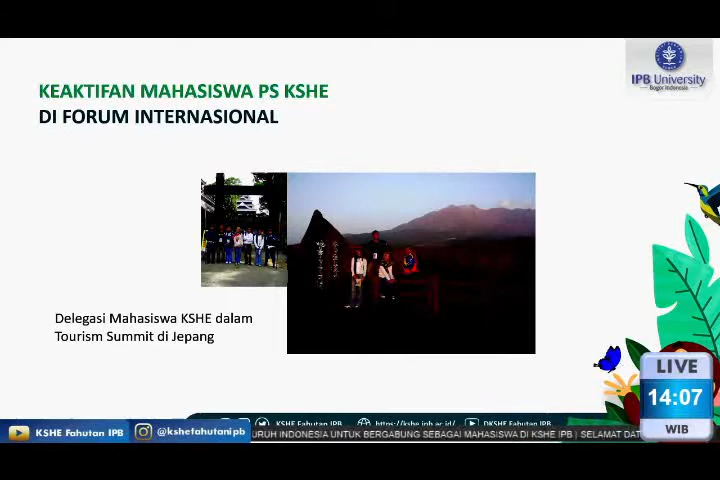 KEAKTIFAN MAHASISWA PS KSHE
DI FORUM INTERNASIONAL
IPB University
Bogor Indonesia
Delegasi Mahasiswa KSHE dalam
Tourism Summit di Jepang
LIVE
14:07
WIB
KSHE Fahutan IPB
https://kshe.ipb.ac.id/
DKSHE Fahutan IPB
KSHE Fahutan IPB
@kshefahutanipb
URUH INDONESIA UNTUK BERGABUNG SEBAGAI MAHASISWA DI KSHE IPB | SELAMAT DAT